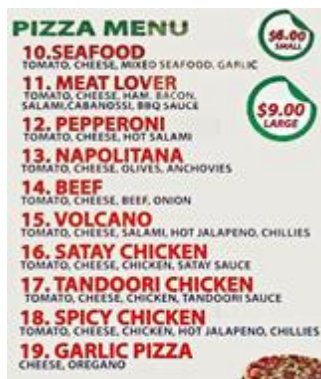 PIZZA MENU
$6.00
SMALL
10.SEAFOOD
TOMATO, CHEESE, MIXED SEAFOOD, GARLIC
11. MEAT LOVER
TOMATO, CHEESE, HAM, BACON,
SALAMI,CABANOSSI, BBQ SAUCE
$9.00
LARGE
12. PEPPERONI
TOMATO, CHEESE, HOT SALAMI
13. NAPOLITANA
TOMATO, CHEESE, OLIVES, ANCHOVIES
14. BEEF
TOMATO, CHEESE, BEEF, ONION
15. VOLCANO
TOMATO, CHEESE, SALAMI, HOT JALAPENO, CHILLIES
16. SATAY CHICKEN
TOMATO, CHEESE, CHICKEN, SATAY SAUCE
17. TANDOORI CHICKEN
TOMATO, CHEESE, CHICKEN, TANDOORI SAUCE
18. SPICY CHICKEN
TOMATO, CHEESE, CHICKEN, HOT JALAPENO, CHILLIES
19. GARLIC PIZZA
CHEESE, OREGANO